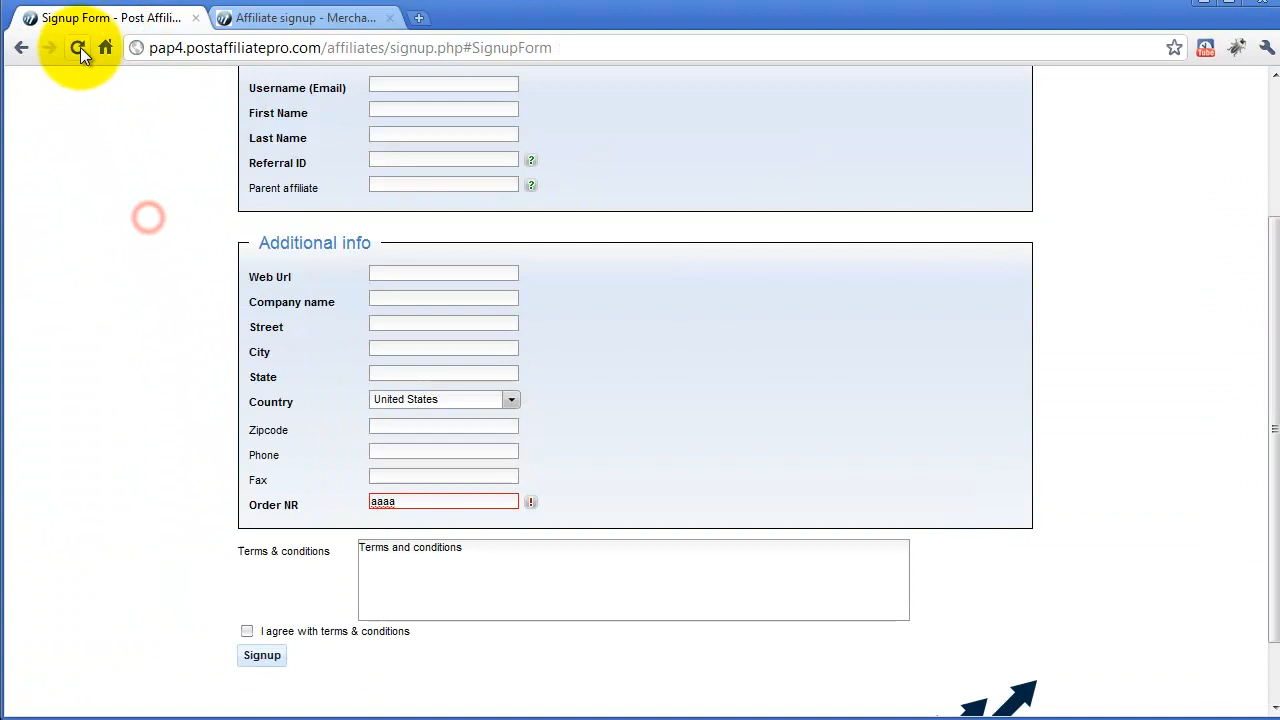 Signup Form - Post Affili...
Affiliate signup - Mercha...
pap4.postaffiliatepro.com/affiliates/signup.php#SignupForm
Tube
Username (Email)
First Name
Last Name
Referral ID ?
Parent affiliate ?
Additional info
Web Url
Company name
Street
City
State
Country United States
Zipcode
Phone
Fax
Order NR aaaa !
Terms & conditions Terms and conditions
I agree with terms & conditions
Signup